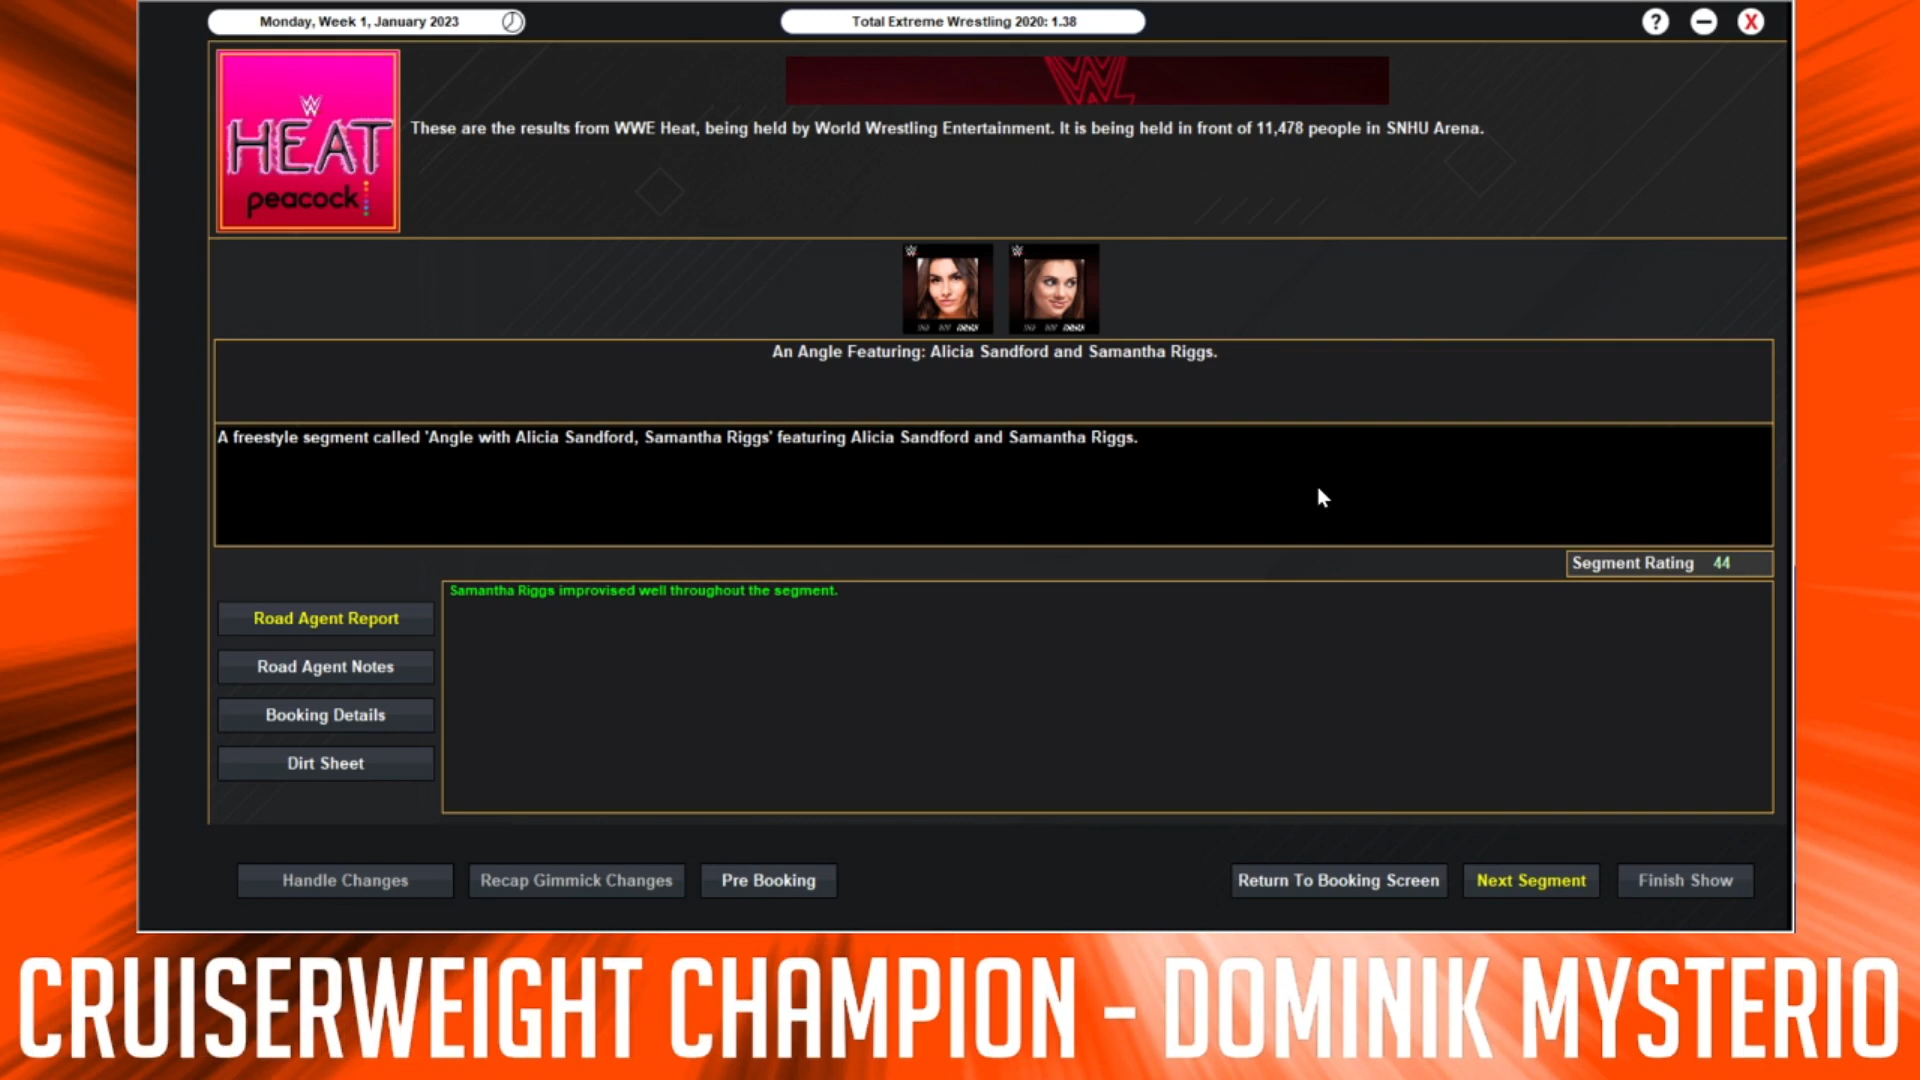 Monday, Week 1, January 2023
Total Extreme Wrestling 2020: 1.38
?
X
W
HEAT
peacock
These are the results from WWE Heat, being held by World Wrestling Entertainment. It is being held in front of 11,478 people in SNHU Arena.
An Angle Featuring: Alicia Sandford and Samantha Riggs.
A freestyle segment called 'Angle with Alicia Sandford, Samantha Riggs' featuring Alicia Sandford and Samantha Riggs.
Segment Rating 44
Samantha Riggs improvised well throughout the segment.
Road Agent Report
Road Agent Notes
Booking Details
Dirt Sheet
Handle Changes
Recap Gimmick Changes
Pre Booking
Return To Booking Screen
Next Segment
Finish Show
CRUISERWEIGHT CHAMPION - DOMINIK MYSTERIO